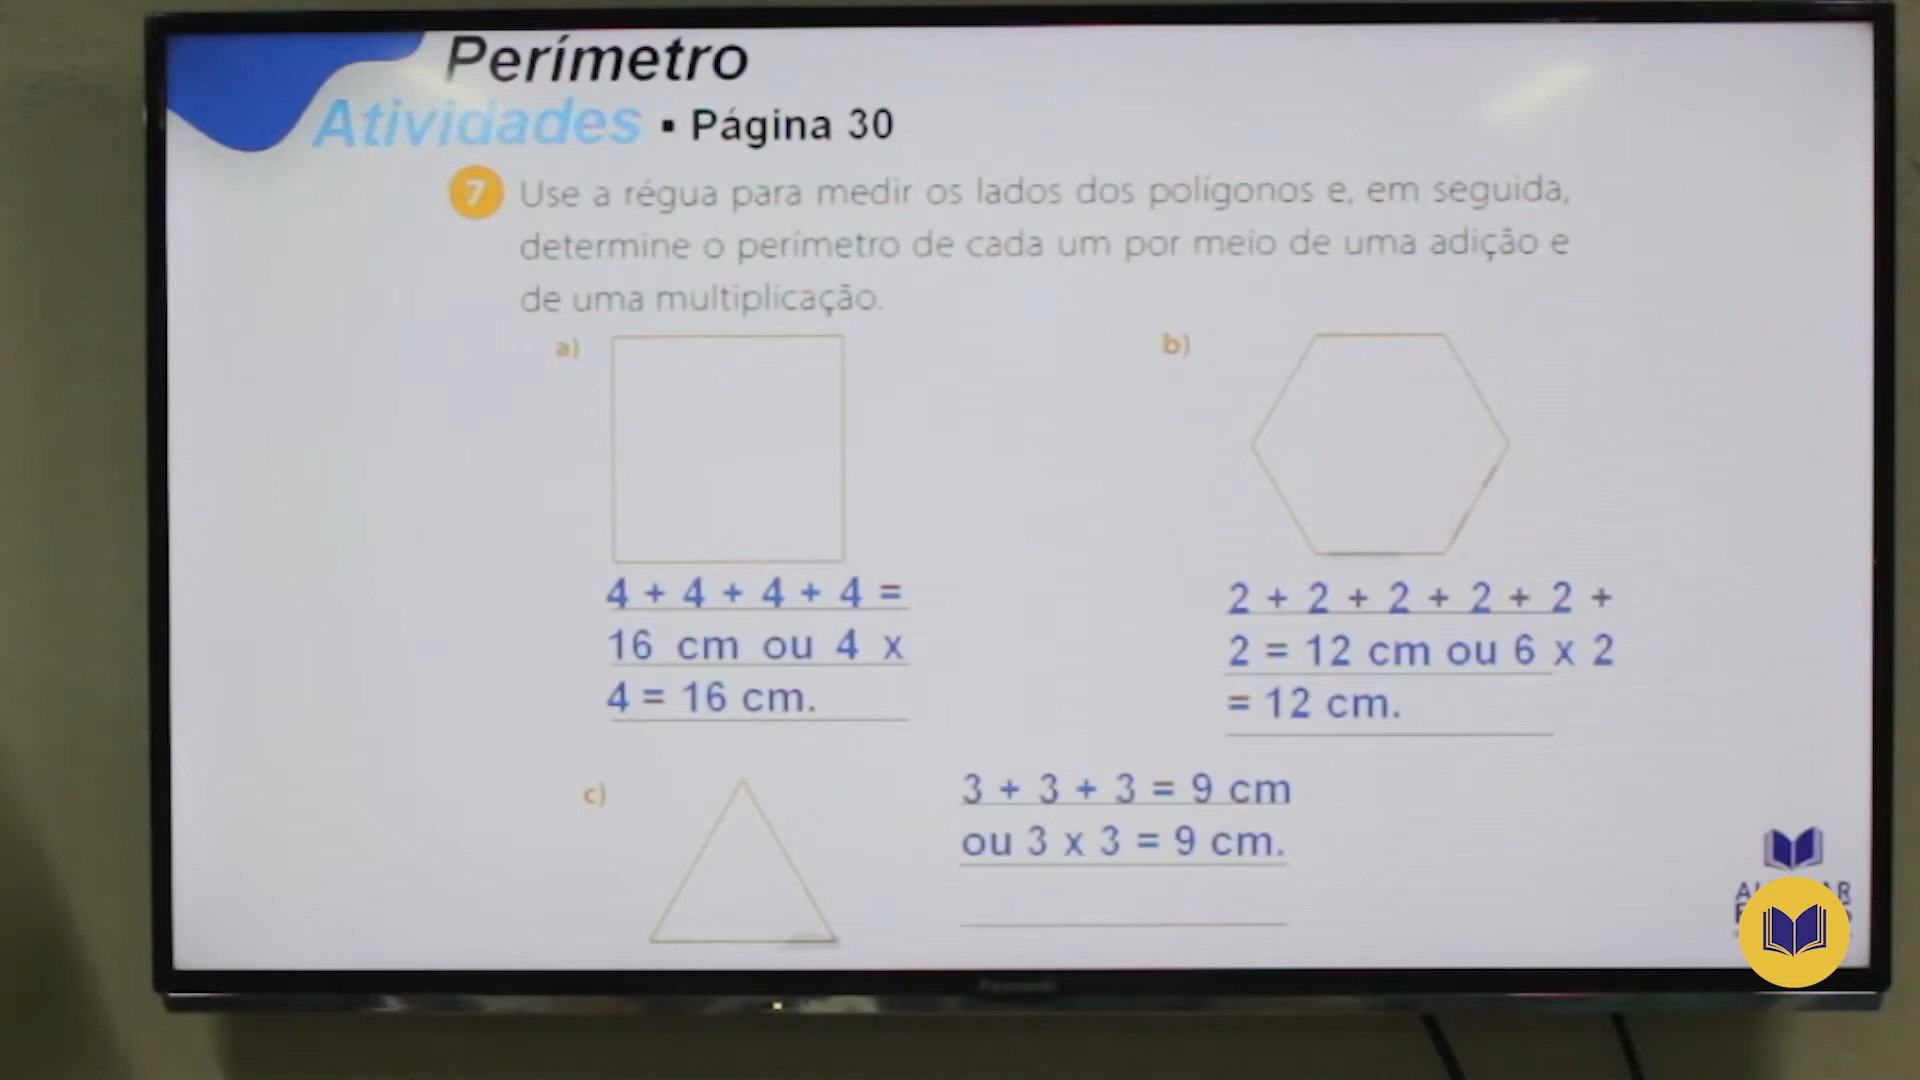 Perímetro
Atividades ▪ Página 30
7 Use a régua para medir os lados dos polígonos e, em seguida,
determine o perímetro de cada um por meio de uma adição e
de uma multiplicação.
a)
b)
4 + 4 + 4 + 4 =
16 cm ou 4 x
4 = 16 cm.
2 + 2 + 2 + 2 + 2 +
2 = 12 cm ou 6 x 2
= 12 cm.
c)
3 + 3 + 3 = 9 cm
ou 3 x 3 = 9 cm.
Panasonic